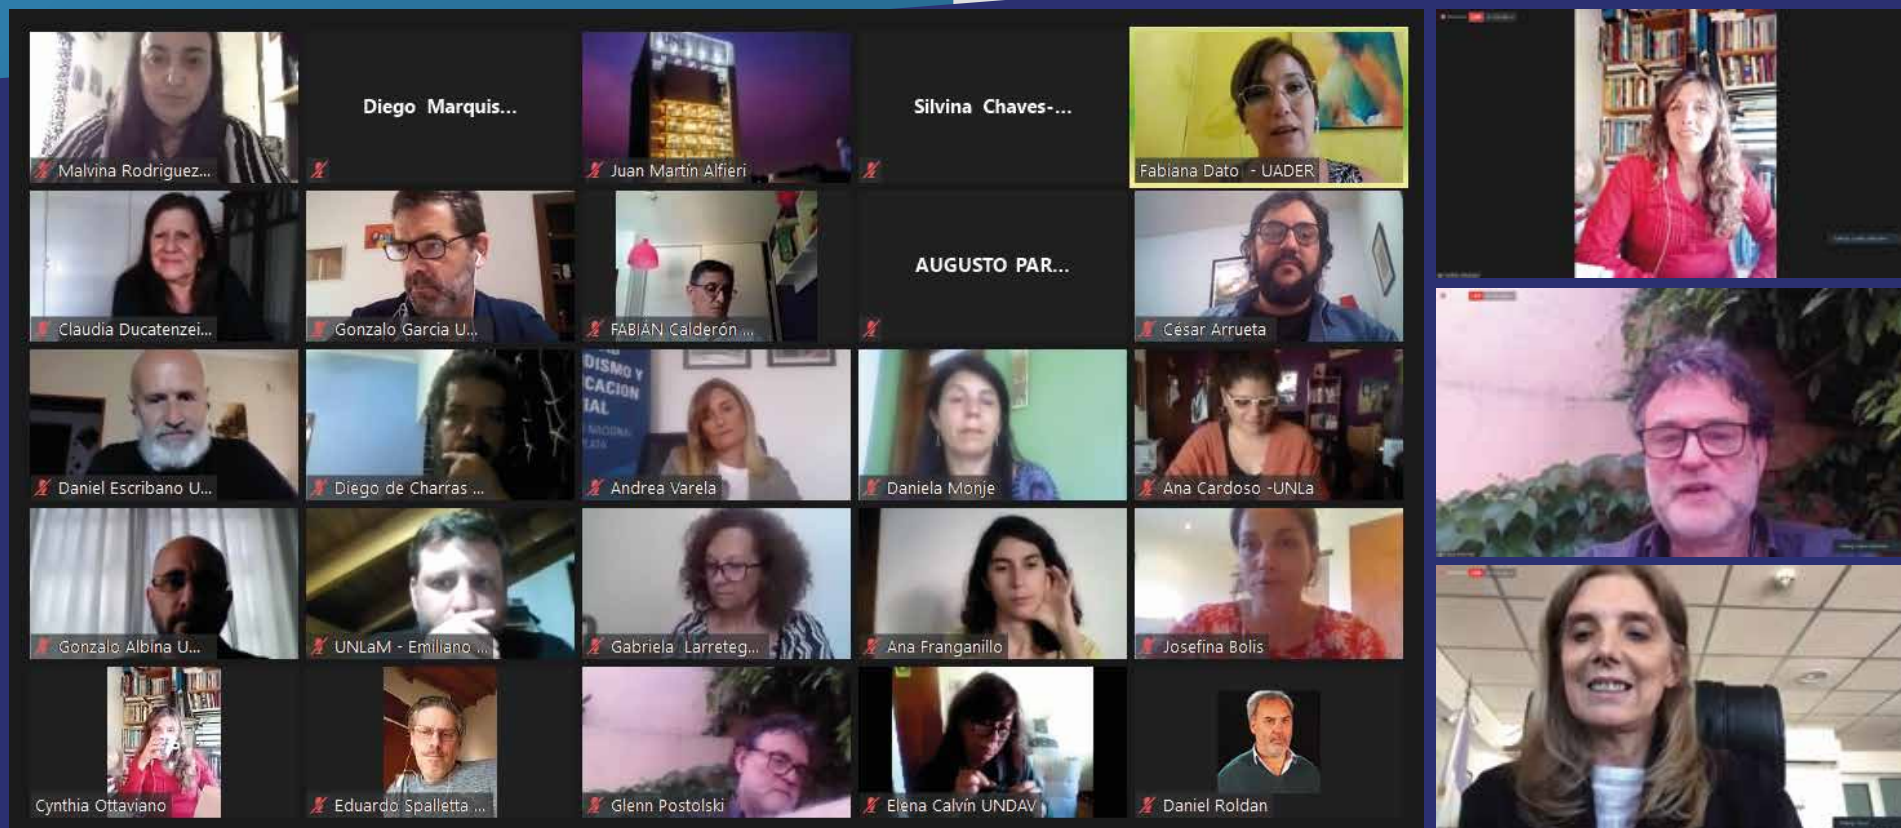 Malvina Rodriguez...
Diego Marquis...
Juan Martín Alfieri
Silvina Chaves-...
Fabiana Dato - UADER
Claudia Ducatenzei...
Gonzalo Garcia U...
FABIÁN Calderón ...
AUGUSTO PAR...
César Arrueta
DISMO Y
CACION
IAL
NACIONAL
PLATA
Daniel Escribano U...
Diego de Charras ...
Andrea Varela
Daniela Monje
Ana Cardoso -UNLa
Gonzalo Albina U...
UNLaM - Emiliano ...
Gabriela Larreteg...
Ana Franganillo
Josefina Bolis
Cynthia Ottaviano
Eduardo Spalletta ...
Glenn Postolski
Elena Calvín UNDAV
Daniel Roldan